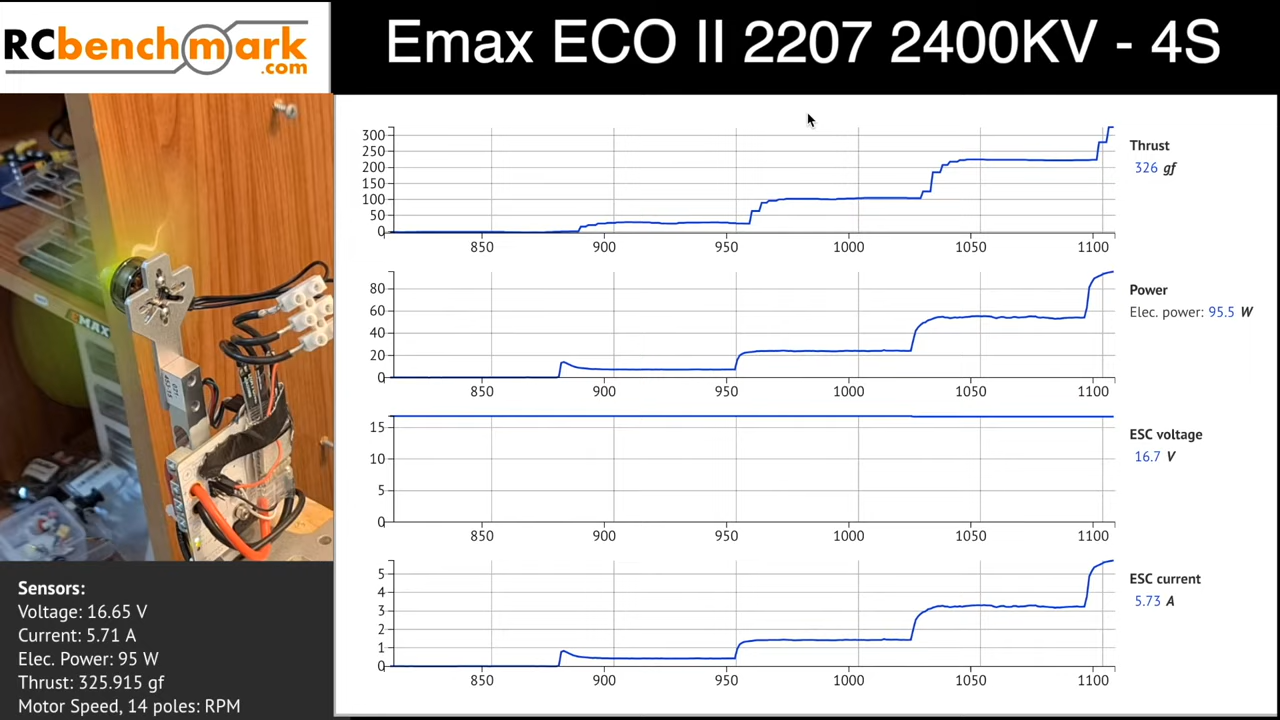 RCbenchmark
.com
Emax ECO II 2207 2400KV - 4S
EMAX
Thrust
326 gf
300
250
200
150
100
50
0
850 900 950 1000 1050 1100
Power
Elec. power: 95.5 W
80
60
40
20
0
850 900 950 1000 1050 1100
ESC voltage
16.7 V
15
10
5
0
850 900 950 1000 1050 1100
ESC current
5.73 A
5
4
3
2
1
0
850 900 950 1000 1050 1100
Sensors:
Voltage: 16.65 V
Current: 5.71 A
Elec. Power: 95 W
Thrust: 325.915 gf
Motor Speed, 14 poles: RPM